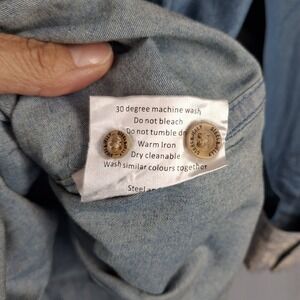 30 degree machine wash
Do not bleach
Do not tumble
Warm Iron
Dry cleanable
Wash similar colours together
Steel